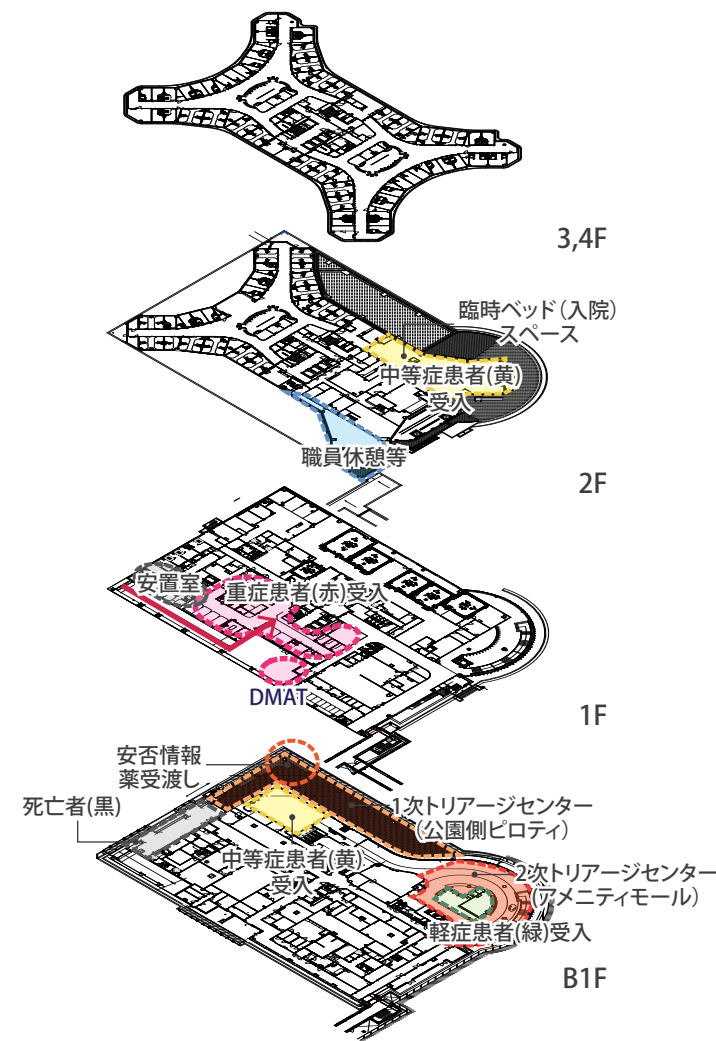 3,4F
臨時ベッド（入院）
スペース
中等症患者(黄)
受入
職員休憩等
2F
安置室
重症患者(赤)受入
DMAT
1F
安否情報
薬受渡し
死亡者(黒)
1次トリアージセンター
（公園側ピロティ）
中等症患者(黄)
受入
2次トリアージセンター
（アメニティモール）
軽症患者(緑)受入
B1F